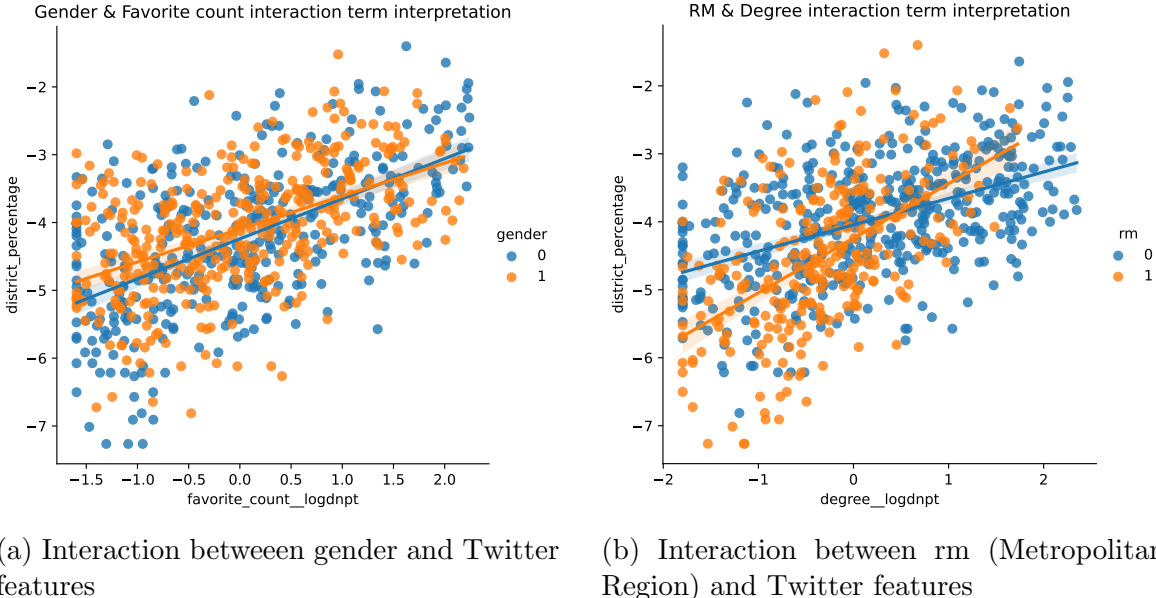 Gender & Favorite count interaction term interpretation
−2
−3
−4
−5
−6
−7
district_percentage
−1.5 −1.0 −0.5 0.0 0.5 1.0 1.5 2.0
favorite_count__logdnpt
gender
0
1
RM & Degree interaction term interpretation
−2
−3
−4
−5
−6
−7
district_percentage
−2 −1 0 1 2
degree__logdnpt
rm
0
1
(a) Interaction betweeen gender and Twitter
features
(b) Interaction between rm (Metropolitan
Region) and Twitter features